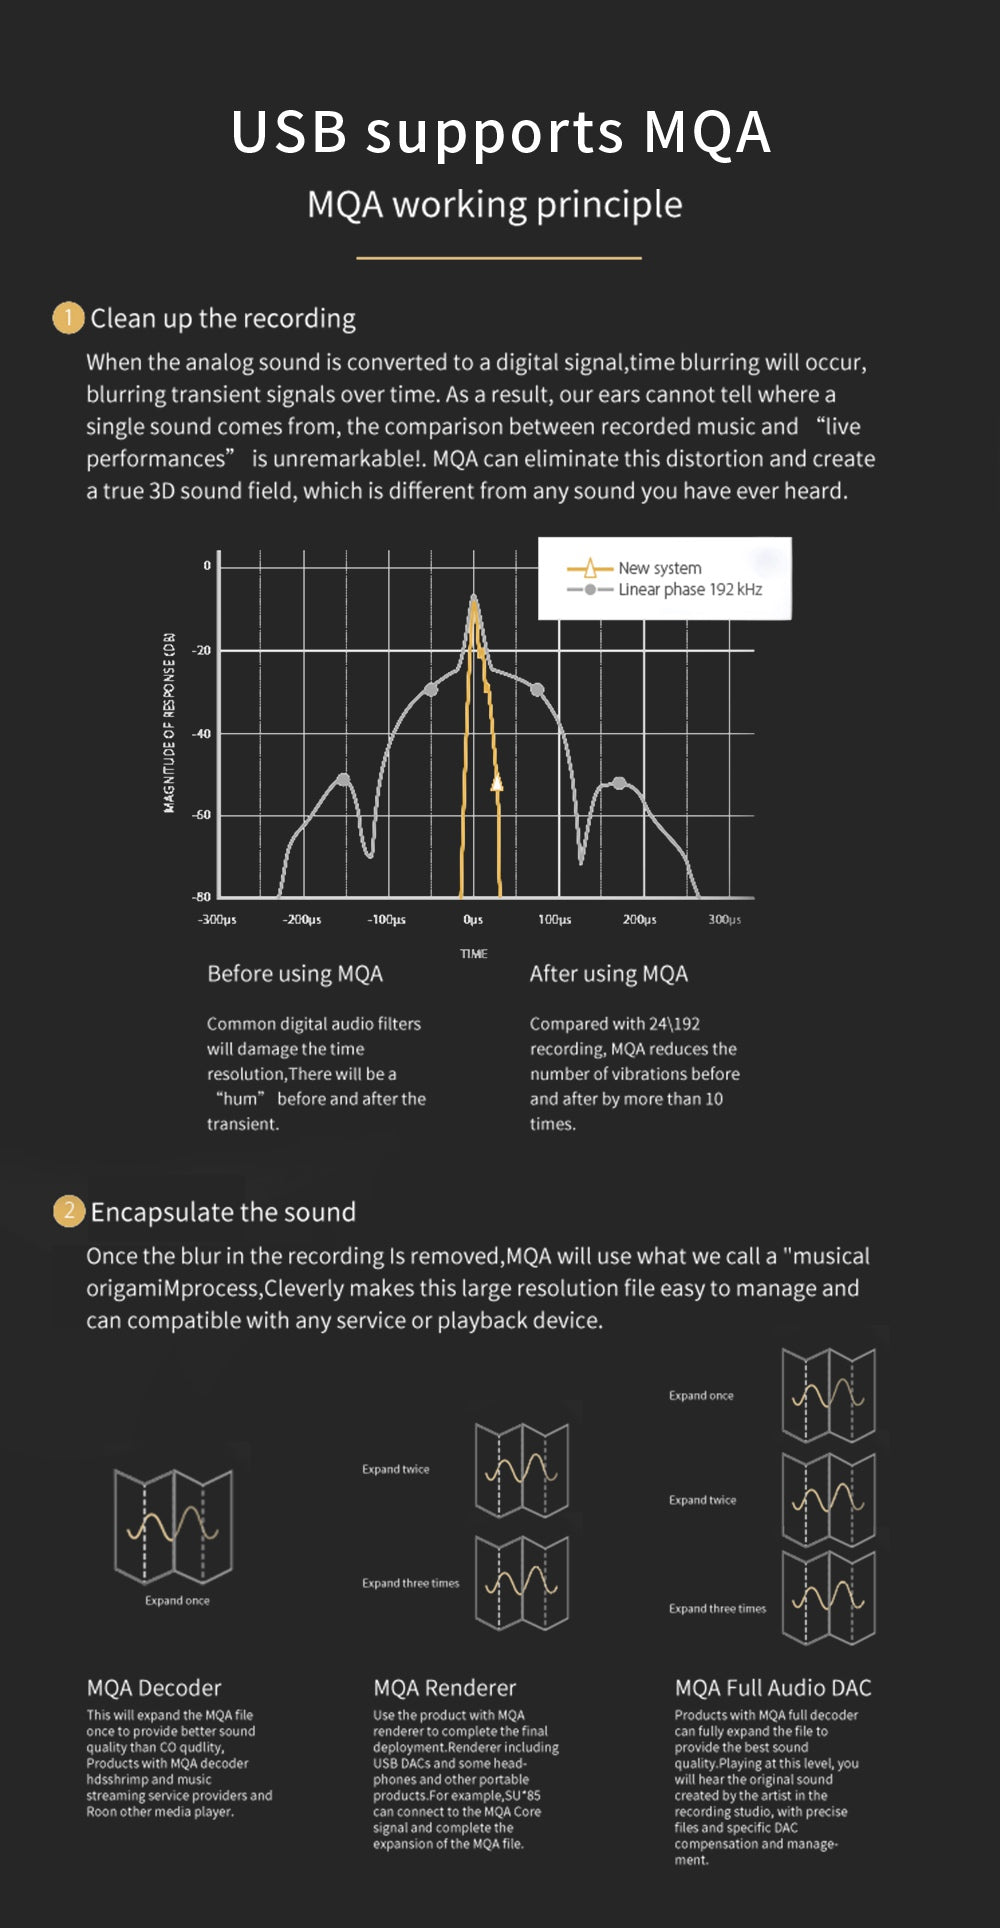 USB supports MQA
MQA working principle
1 Clean up the recording
When the analog sound is converted to a digital signal,time blurring will occur,
blurring transient signals over time. As a result, our ears cannot tell where a
single sound comes from, the comparison between recorded music and “live
performances” is unremarkable!. MQA can eliminate this distortion and create
a true 3D sound field, which is different from any sound you have ever heard.
New system
Linear phase 192 kHz
MAGNITUDE OF RESPONSE (DB)
0
-20
-40
-60
-80
-300µs -200µs -100µs 0µs 100µs 200µs 300µs
TIME
Before using MQA
Common digital audio filters
will damage the time
resolution,There will be a
“hum” before and after the
transient.
After using MQA
Compared with 24\192
recording, MQA reduces the
number of vibrations before
and after by more than 10
times.
2 Encapsulate the sound
Once the blur in the recording Is removed,MQA will use what we call a "musical
origamiMprocess,Cleverly makes this large resolution file easy to manage and
can compatible with any service or playback device.
Expand once
Expand twice
Expand three times
Expand once
Expand twice
Expand three times
MQA Decoder
This will expand the MQA file
once to provide better sound
quality than CO qudlity,
Products with MQA decoder
hdsshrimp and music
streaming service providers and
Roon other media player.
MQA Renderer
Use the product with MQA
renderer to complete the final
deployment.Renderer including
USB DACs and some head-
phones and other portable
products.For example,SU*85
can connect to the MQA Core
signal and complete the
expansion of the MQA file.
MQA Full Audio DAC
Products with MQA full decoder
can fully expand the file to
provide the best sound
quality.Playing at this level, you
will hear the original sound
created by the artist in the
recording studio, with precise
files and specific DAC
compensation and manage-
ment.